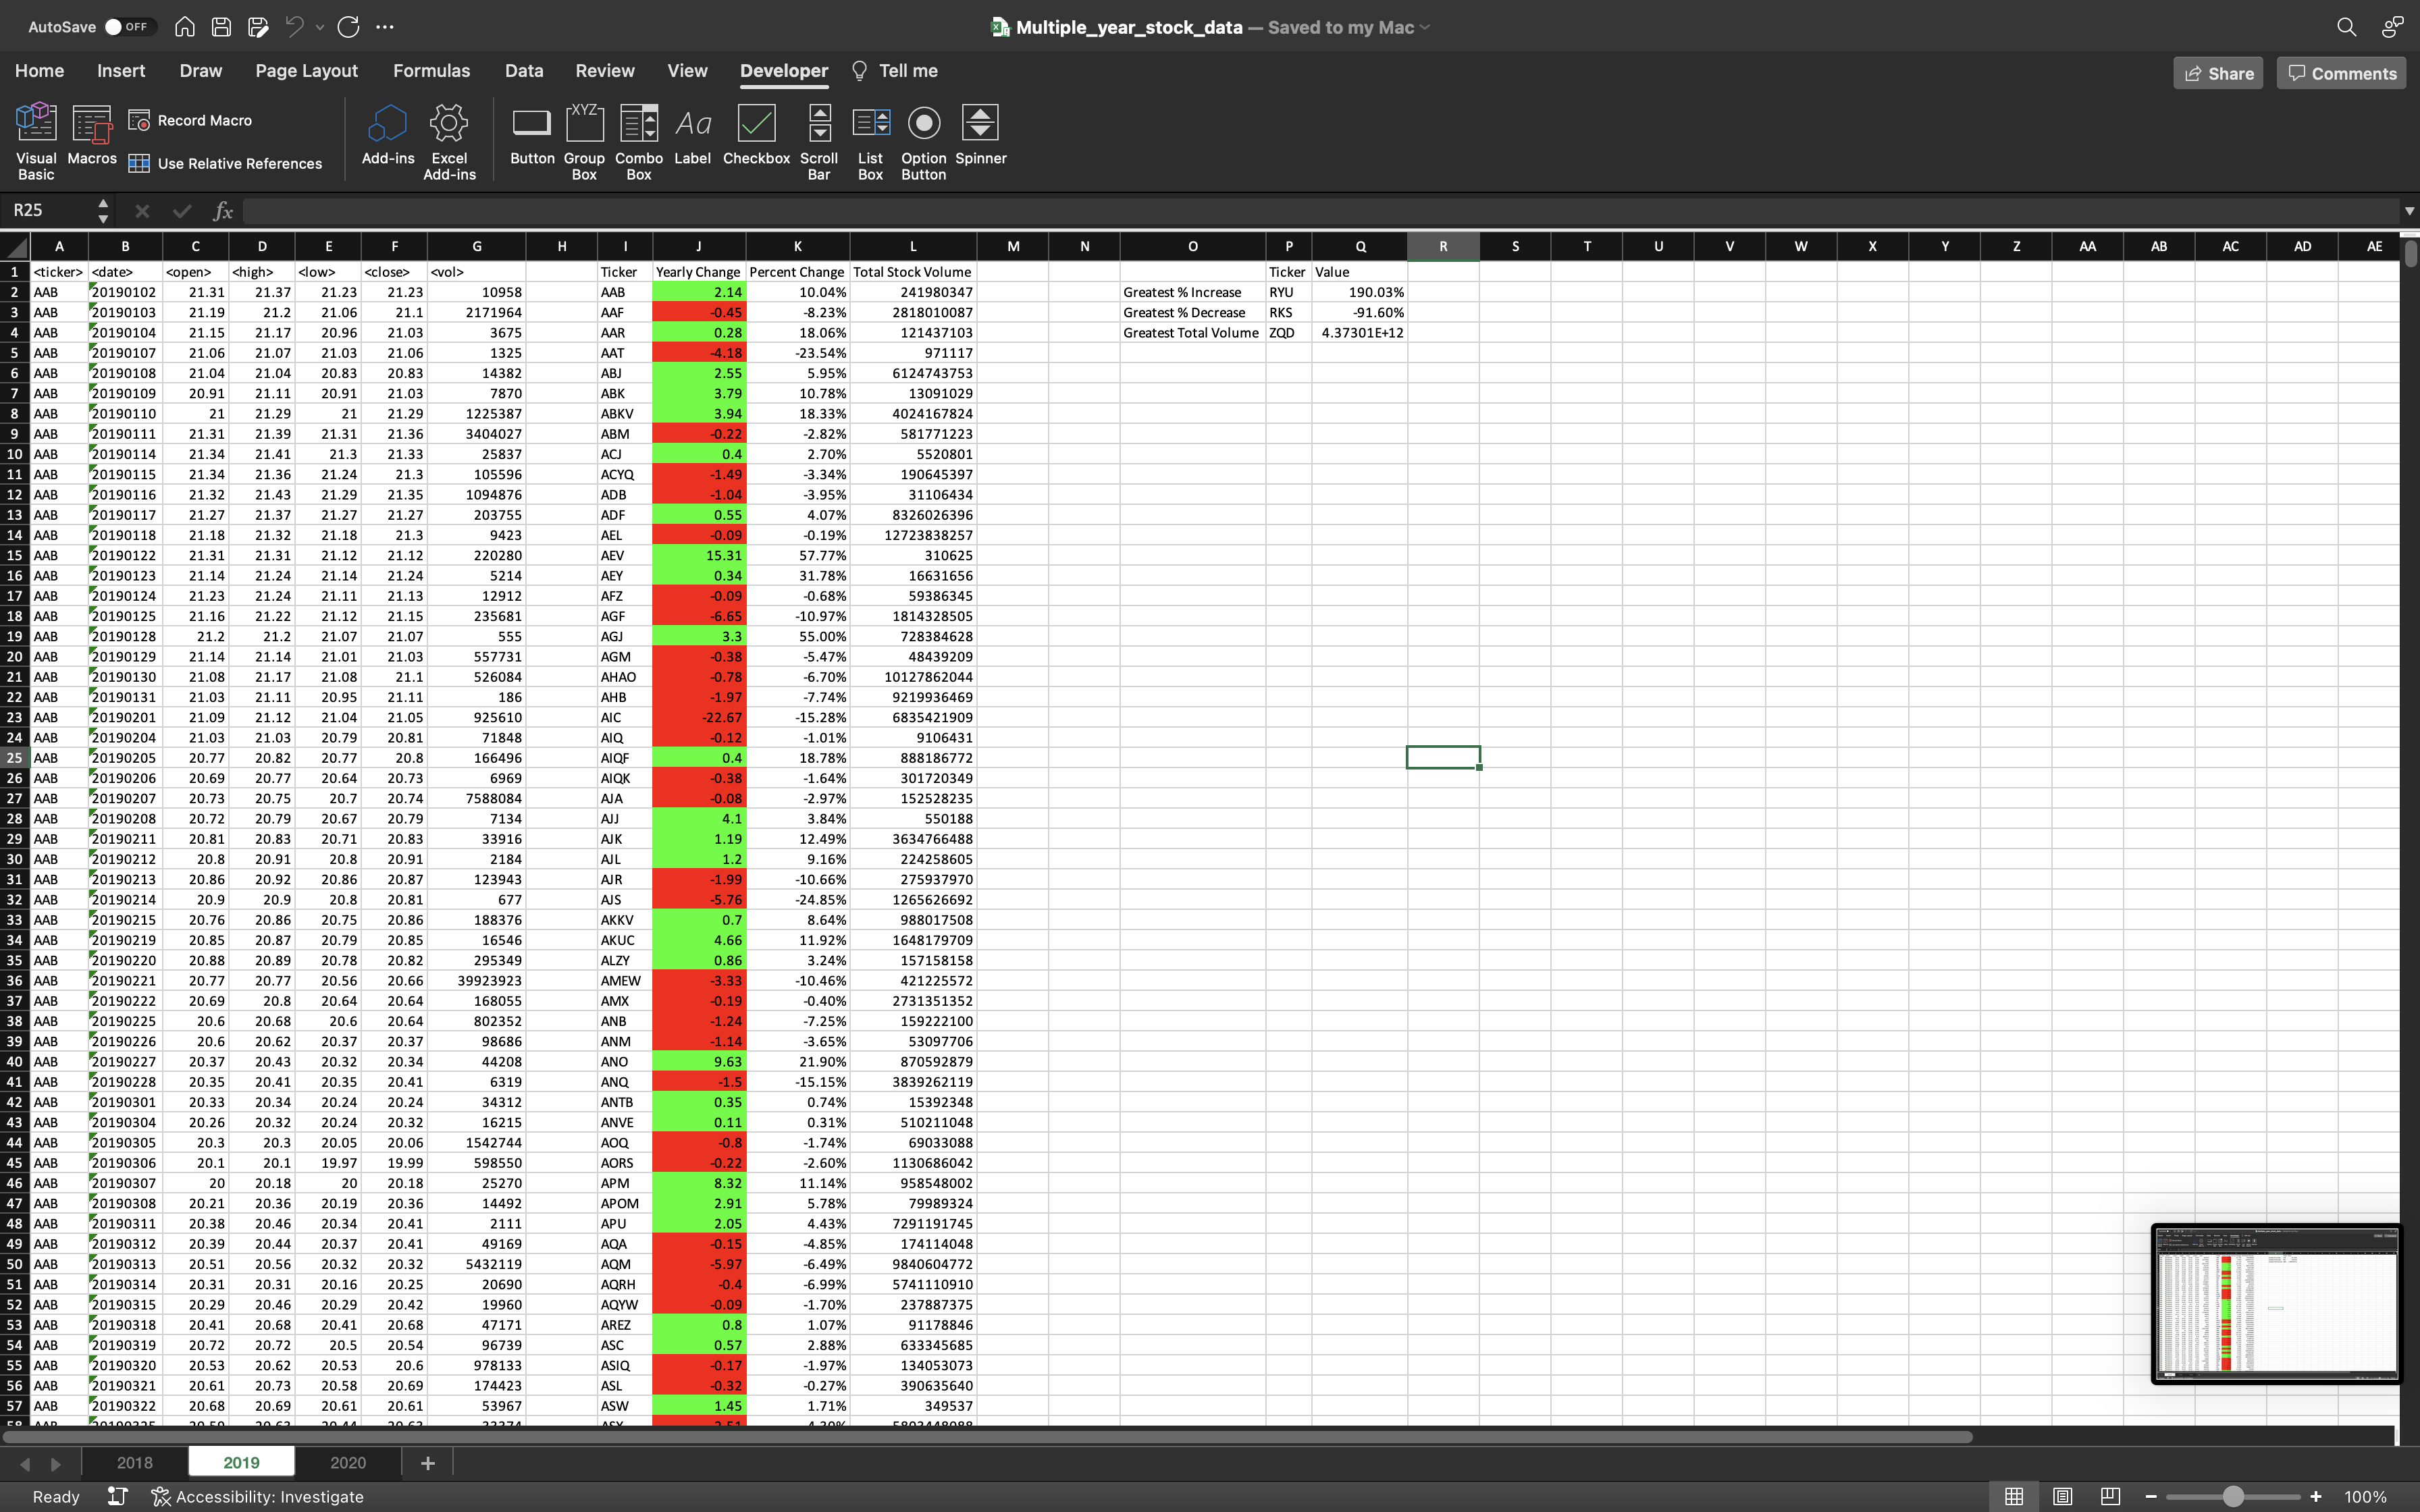 AutoSave OFF Multiple_year_stock_data — Saved to my Mac
Home Insert Draw Page Layout Formulas Data Review View Developer Tell me Share Comments
Visual Basic Macros Record Macro Use Relative References Add-ins Excel Add-ins Button XYZ Group Box Combo Box Aa Label Checkbox Scroll Bar List Box Option Button Spinner
R25 fx
A B C D E F G H I J K L M N O P Q R S T U V W X Y Z AA AB AC AD AE
1 <ticker> <date> <open> <high> <low> <close> <vol> Ticker Yearly Change Percent Change Total Stock Volume Ticker Value
2 AAB 20190102 21.31 21.37 21.23 21.23 10958 AAB 2.14 10.04% 241980347 Greatest % Increase RYU 190.03%
3 AAB 20190103 21.19 21.2 21.06 21.1 2171964 AAF -0.45 -8.23% 2818010087 Greatest % Decrease RKS -91.60%
4 AAB 20190104 21.15 21.17 20.96 21.03 3675 AAR 0.28 18.06% 121437103 Greatest Total Volume ZQD 4.37301E+12
5 AAB 20190107 21.06 21.07 21.03 21.06 1325 AAT -4.18 -23.54% 971117
6 AAB 20190108 21.04 21.04 20.83 20.83 14382 ABJ 2.55 5.95% 6124743753
7 AAB 20190109 20.91 21.11 20.91 21.03 7870 ABK 3.79 10.78% 13091029
8 AAB 20190110 21 21.29 21 21.29 1225387 ABKV 3.94 18.33% 4024167824
9 AAB 20190111 21.31 21.39 21.31 21.36 3404027 ABM -0.22 -2.82% 581771223
10 AAB 20190114 21.34 21.41 21.3 21.33 25837 ACJ 0.4 2.70% 5520801
11 AAB 20190115 21.34 21.36 21.24 21.3 105596 ACYQ -1.49 -3.34% 190645397
12 AAB 20190116 21.32 21.43 21.29 21.35 1094876 ADB -1.04 -3.95% 31106434
13 AAB 20190117 21.27 21.37 21.27 21.27 203755 ADF 0.55 4.07% 8326026396
14 AAB 20190118 21.18 21.32 21.18 21.3 9423 AEL -0.09 -0.19% 12723838257
15 AAB 20190122 21.31 21.31 21.12 21.12 220280 AEV 15.31 57.77% 310625
16 AAB 20190123 21.14 21.24 21.14 21.24 5214 AEY 0.34 31.78% 16631656
17 AAB 20190124 21.23 21.24 21.11 21.13 12912 AFZ -0.09 -0.68% 59386345
18 AAB 20190125 21.16 21.22 21.12 21.15 235681 AGF -6.65 -10.97% 1814328505
19 AAB 20190128 21.2 21.2 21.07 21.07 555 AGJ 3.3 55.00% 728384628
20 AAB 20190129 21.14 21.14 21.01 21.03 557731 AGM -0.38 -5.47% 48439209
21 AAB 20190130 21.08 21.17 21.08 21.1 526084 AHAO -0.78 -6.70% 10127862044
22 AAB 20190131 21.03 21.11 20.95 21.11 186 AHB -1.97 -7.74% 9219936469
23 AAB 20190201 21.09 21.12 21.04 21.05 925610 AIC -22.67 -15.28% 6835421909
24 AAB 20190204 21.03 21.03 20.79 20.81 71848 AIQ -0.12 -1.01% 9106431
25 AAB 20190205 20.77 20.82 20.77 20.8 166496 AIQF 0.4 18.78% 888186772
26 AAB 20190206 20.69 20.77 20.64 20.73 6969 AIQK -0.38 -1.64% 301720349
27 AAB 20190207 20.73 20.75 20.7 20.74 7588084 AJA -0.08 -2.97% 152528235
28 AAB 20190208 20.72 20.79 20.67 20.79 7134 AJJ 4.1 3.84% 550188
29 AAB 20190211 20.81 20.83 20.71 20.83 33916 AJK 1.19 12.49% 3634766488
30 AAB 20190212 20.8 20.91 20.8 20.91 2184 AJL 1.2 9.16% 224258605
31 AAB 20190213 20.86 20.92 20.86 20.87 123943 AJR -1.99 -10.66% 275937970
32 AAB 20190214 20.9 20.9 20.8 20.81 677 AJS -5.76 -24.85% 1265626692
33 AAB 20190215 20.76 20.86 20.75 20.86 188376 AKKV 0.7 8.64% 988017508
34 AAB 20190219 20.85 20.87 20.79 20.85 16546 AKUC 4.66 11.92% 1648179709
35 AAB 20190220 20.88 20.89 20.78 20.82 295349 ALZY 0.86 3.24% 157158158
36 AAB 20190221 20.77 20.77 20.56 20.66 39923923 AMEW -3.33 -10.46% 421225572
37 AAB 20190222 20.69 20.8 20.64 20.64 168055 AMX -0.19 -0.40% 2731351352
38 AAB 20190225 20.6 20.68 20.6 20.64 802352 ANB -1.24 -7.25% 159222100
39 AAB 20190226 20.6 20.62 20.37 20.37 98686 ANM -1.14 -3.65% 53097706
40 AAB 20190227 20.37 20.43 20.32 20.34 44208 ANO 9.63 21.90% 870592879
41 AAB 20190228 20.35 20.41 20.35 20.41 6319 ANQ -1.5 -15.15% 3839262119
42 AAB 20190301 20.33 20.34 20.24 20.24 34312 ANTB 0.35 0.74% 15392348
43 AAB 20190304 20.26 20.32 20.24 20.32 16215 ANVE 0.11 0.31% 510211048
44 AAB 20190305 20.3 20.3 20.05 20.06 1542744 AOQ -0.8 -1.74% 69033088
45 AAB 20190306 20.1 20.1 19.97 19.99 598550 AORS -0.22 -2.60% 1130686042
46 AAB 20190307 20 20.18 20 20.18 25270 APM 8.32 11.14% 958548002
47 AAB 20190308 20.21 20.36 20.19 20.36 14492 APOM 2.91 5.78% 79989324
48 AAB 20190311 20.38 20.46 20.34 20.41 2111 APU 2.05 4.43% 7291191745
49 AAB 20190312 20.39 20.44 20.37 20.41 49169 AQA -0.15 -4.85% 174114048
50 AAB 20190313 20.51 20.56 20.32 20.32 5432119 AQM -5.97 -6.49% 9840604772
51 AAB 20190314 20.31 20.31 20.16 20.25 20690 AQRH -0.4 -6.99% 5741110910
52 AAB 20190315 20.29 20.46 20.29 20.42 19960 AQYW -0.09 -1.70% 237887375
53 AAB 20190318 20.41 20.68 20.41 20.68 47171 AREZ 0.8 1.07% 91178846
54 AAB 20190319 20.72 20.72 20.5 20.54 96739 ASC 0.57 2.88% 633345685
55 AAB 20190320 20.53 20.62 20.53 20.6 978133 ASIQ -0.17 -1.97% 134053073
56 AAB 20190321 20.61 20.73 20.58 20.69 174423 ASL -0.32 -0.27% 390635640
57 AAB 20190322 20.68 20.69 20.61 20.61 53967 ASW 1.45 1.71% 349537
2018 2019 2020 +
Ready Accessibility: Investigate 100%